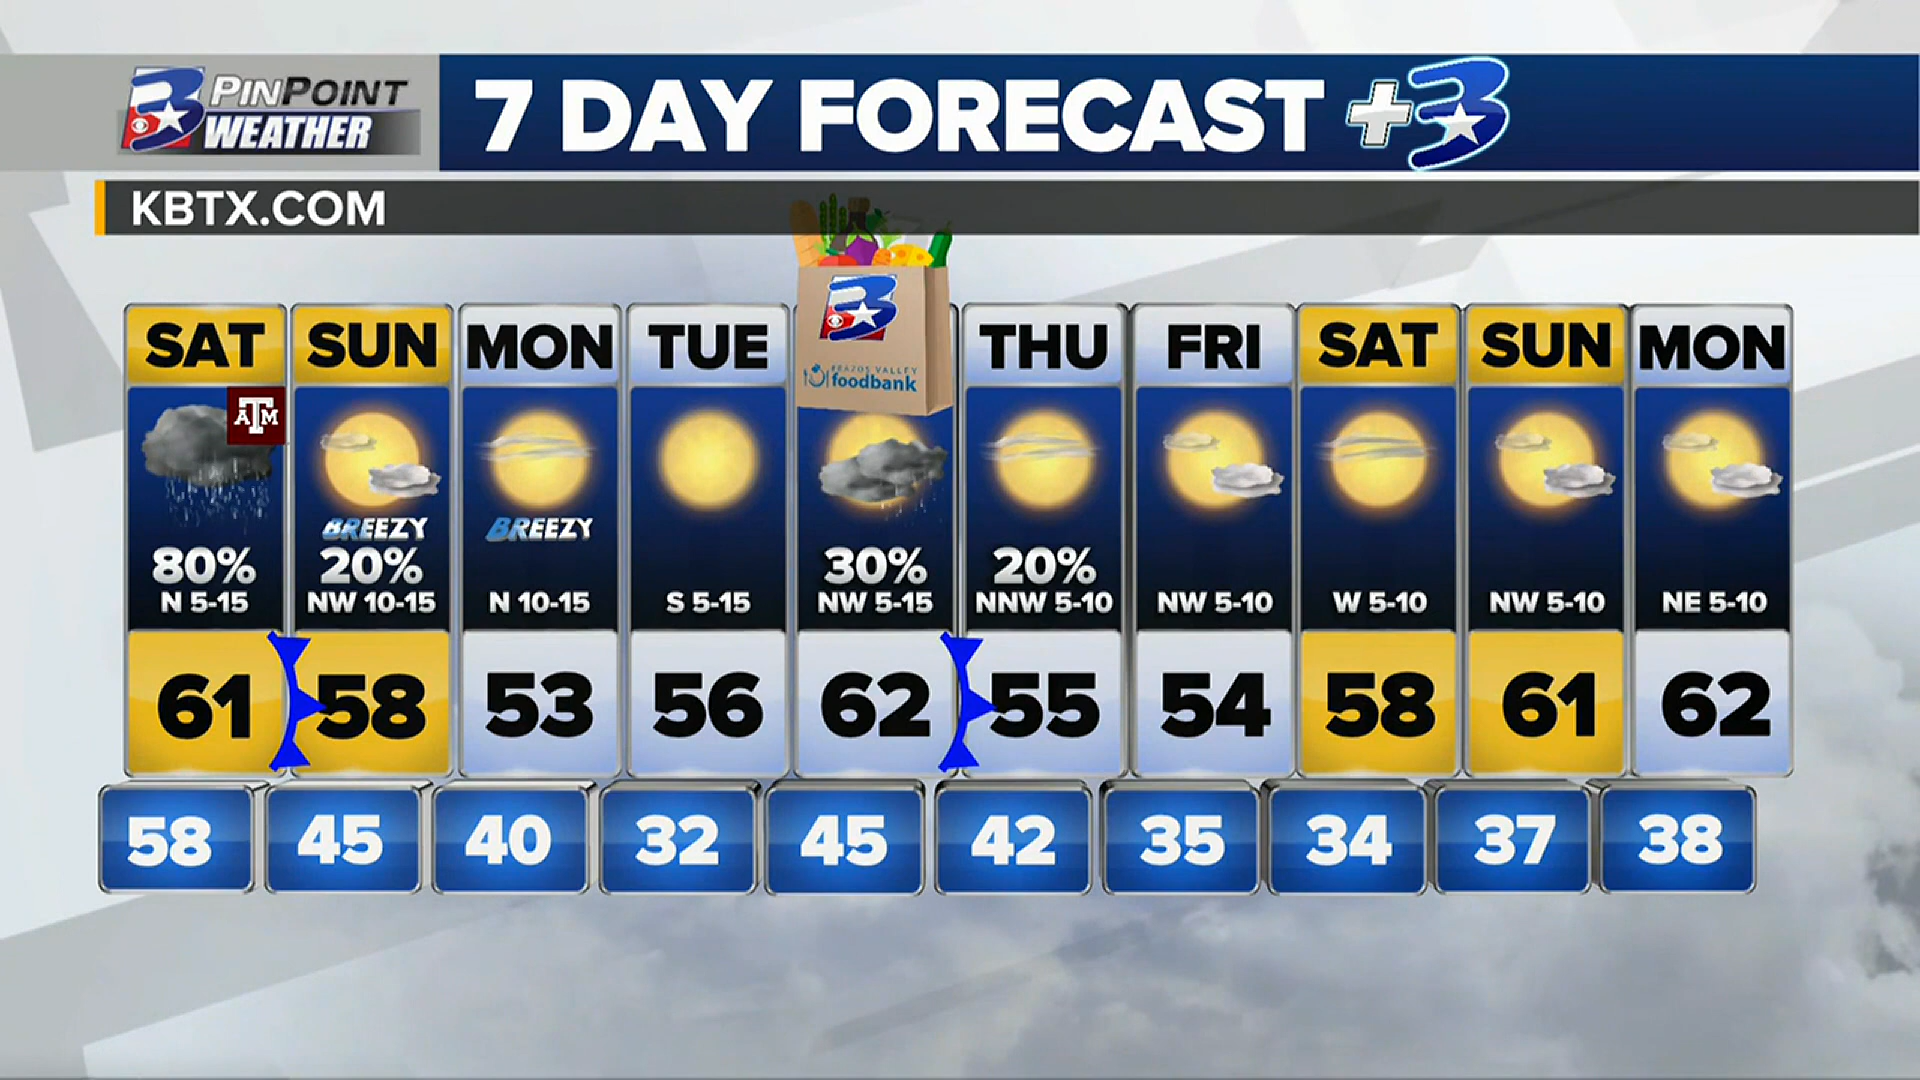 PINPOINT
WEATHER
7 DAY FORECAST +3
KBTX.COM
SAT SUN MON TUE THU FRI SAT SUN MON
BRAZOS VALLEY
foodbank
ATM
BREEZY BREEZY
80% 20% 30% 20%
N 5-15 NW 10-15 N 10-15 S 5-15 NW 5-15 NNW 5-10 NW 5-10 W 5-10 NW 5-10 NE 5-10
61 58 53 56 62 55 54 58 61 62
58 45 40 32 45 42 35 34 37 38